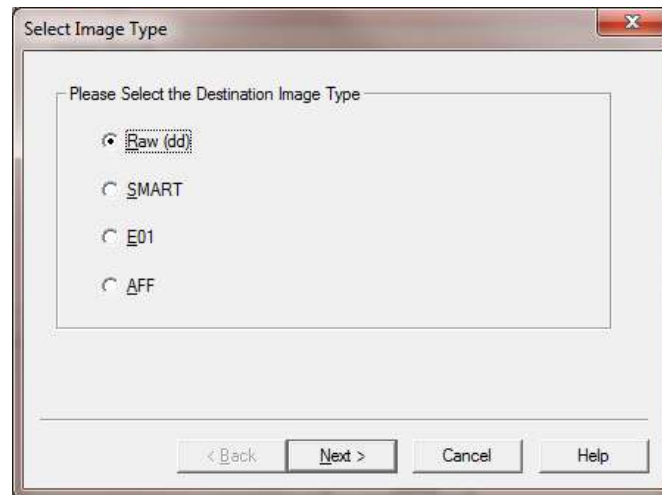 Select Image Type
Please Select the Destination Image Type
Raw (dd)
SMART
E01
AFF
< Back Next > Cancel Help